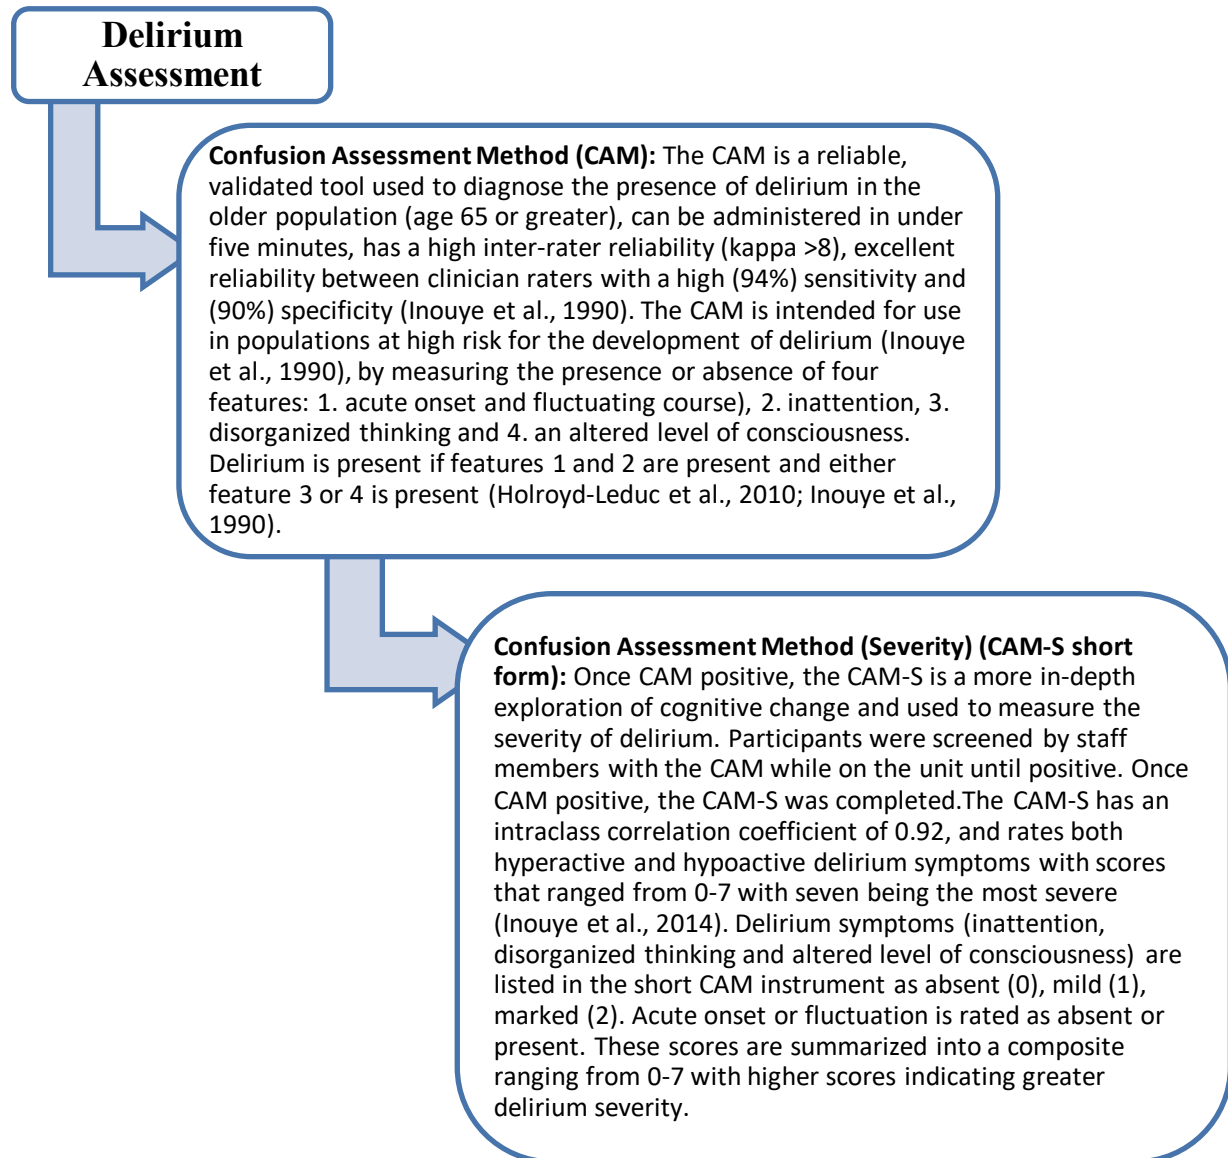 Delirium
Assessment
Confusion Assessment Method (CAM): The CAM is a reliable,
validated tool used to diagnose the presence of delirium in the
older population (age 65 or greater), can be administered in under
five minutes, has a high inter-rater reliability (kappa >8), excellent
reliability between clinician raters with a high (94%) sensitivity and
(90%) specificity (Inouye et al., 1990). The CAM is intended for use
in populations at high risk for the development of delirium (Inouye
et al., 1990), by measuring the presence or absence of four
features: 1. acute onset and fluctuating course), 2. inattention, 3.
disorganized thinking and 4. an altered level of consciousness.
Delirium is present if features 1 and 2 are present and either
feature 3 or 4 is present (Holroyd-Leduc et al., 2010; Inouye et al.,
1990).
Confusion Assessment Method (Severity) (CAM-S short
form): Once CAM positive, the CAM-S is a more in-depth
exploration of cognitive change and used to measure the
severity of delirium. Participants were screened by staff
members with the CAM while on the unit until positive. Once
CAM positive, the CAM-S was completed.The CAM-S has an
intraclass correlation coefficient of 0.92, and rates both
hyperactive and hypoactive delirium symptoms with scores
that ranged from 0-7 with seven being the most severe
(Inouye et al., 2014). Delirium symptoms (inattention,
disorganized thinking and altered level of consciousness) are
listed in the short CAM instrument as absent (0), mild (1),
marked (2). Acute onset or fluctuation is rated as absent or
present. These scores are summarized into a composite
ranging from 0-7 with higher scores indicating greater
delirium severity.